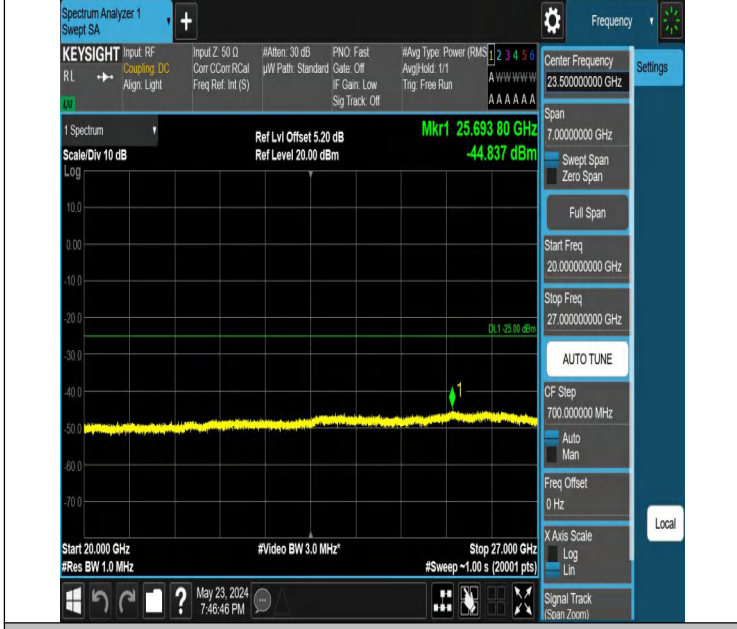 Spectrum Analyzer 1
Swept SA
+
Frequency
KEYSIGHT
RL
LXI
Input: RF
Coupling: DC
Align: Light
Input Z: 50 Ω
Corr CCorr RCal
Freq Ref: Int (S)
#Atten: 30 dB
µW Path: Standard
PNO: Fast
Gate: Off
IF Gain: Low
Sig Track: Off
#Avg Type: Power (RMS
Avg|Hold: 1/1
Trig: Free Run
1 2 3 4 5 6
A W W W W W
A A A A A A
1 Spectrum
Scale/Div 10 dB
Log
Ref Lvl Offset 5.20 dB
Ref Level 20.00 dBm
Mkr1 25.693 80 GHz
-44.837 dBm
10.0
0.00
-10.0
-20.0
DL1 -25.00 dBm
-30.0
-40.0
1
-50.0
-60.0
-70.0
Start 20.000 GHz
#Res BW 1.0 MHz
#Video BW 3.0 MHz*
Stop 27.000 GHz
#Sweep ~1.00 s (20001 pts)
?
May 23, 2024
7:46:46 PM
Center Frequency
23.500000000 GHz
Settings
Span
7.00000000 GHz
Swept Span
Zero Span
Full Span
Start Freq
20.000000000 GHz
Stop Freq
27.000000000 GHz
AUTO TUNE
CF Step
700.000000 MHz
Auto
Man
Freq Offset
0 Hz
X Axis Scale
Log
Lin
Local
Signal Track
(Span Zoom)